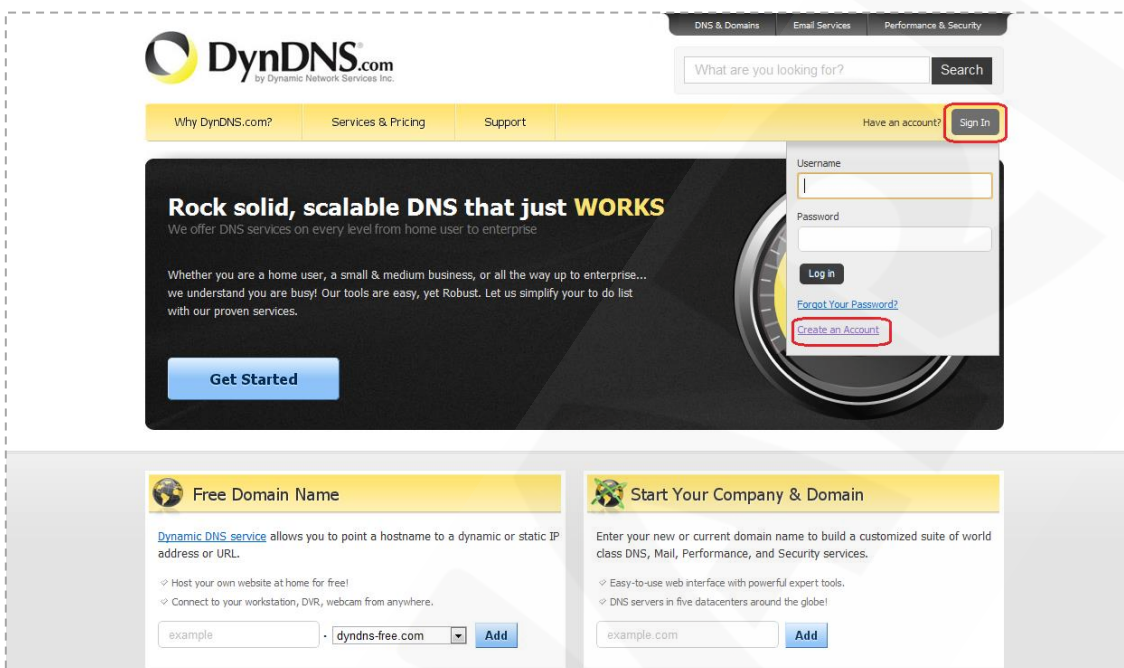 DNS & Domains
Email Services
Performance & Security
DynDNS.com
by Dynamic Network Services Inc.
What are you looking for?
Search
Why DynDNS.com?
Services & Pricing
Support
Have an account?
Sign In
Username
Password
Log in
Forgot Your Password?
Create an Account
Rock solid, scalable DNS that just WORKS
We offer DNS services on every level from home user to enterprise
Whether you are a home user, a small & medium business, or all the way up to enterprise...
we understand you are busy! Our tools are easy, yet Robust. Let us simplify your to do list
with our proven services.
Get Started
Free Domain Name
Dynamic DNS service allows you to point a hostname to a dynamic or static IP
address or URL.
Host your own website at home for free!
Connect to your workstation, DVR, webcam from anywhere.
example
. dyndns-free.com
Add
Start Your Company & Domain
Enter your new or current domain name to build a customized suite of world
class DNS, Mail, Performance, and Security services.
Easy-to-use web interface with powerful expert tools.
DNS servers in five datacenters around the globe!
example.com
Add